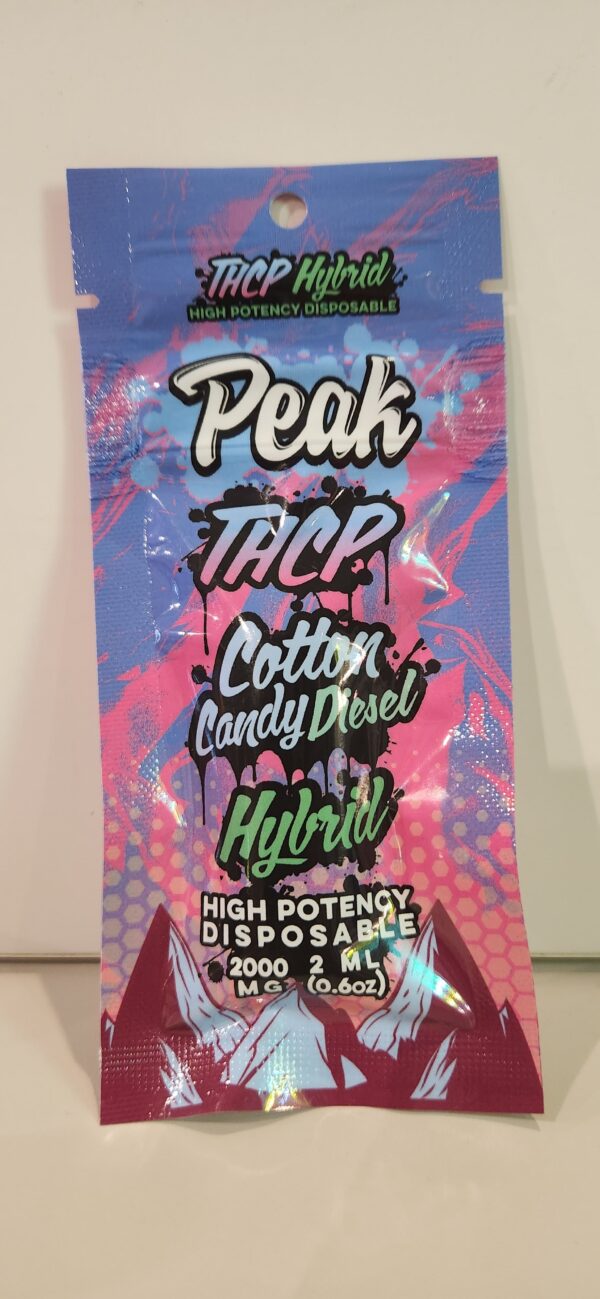 THCP Hybrid
HIGH POTENCY DISPOSABLE
Peak
THCP
Cotton
Candy Diesel
Hybrid
HIGH POTENCY
DISPOSABLE
2000 2 ML
MG (0.6oz)